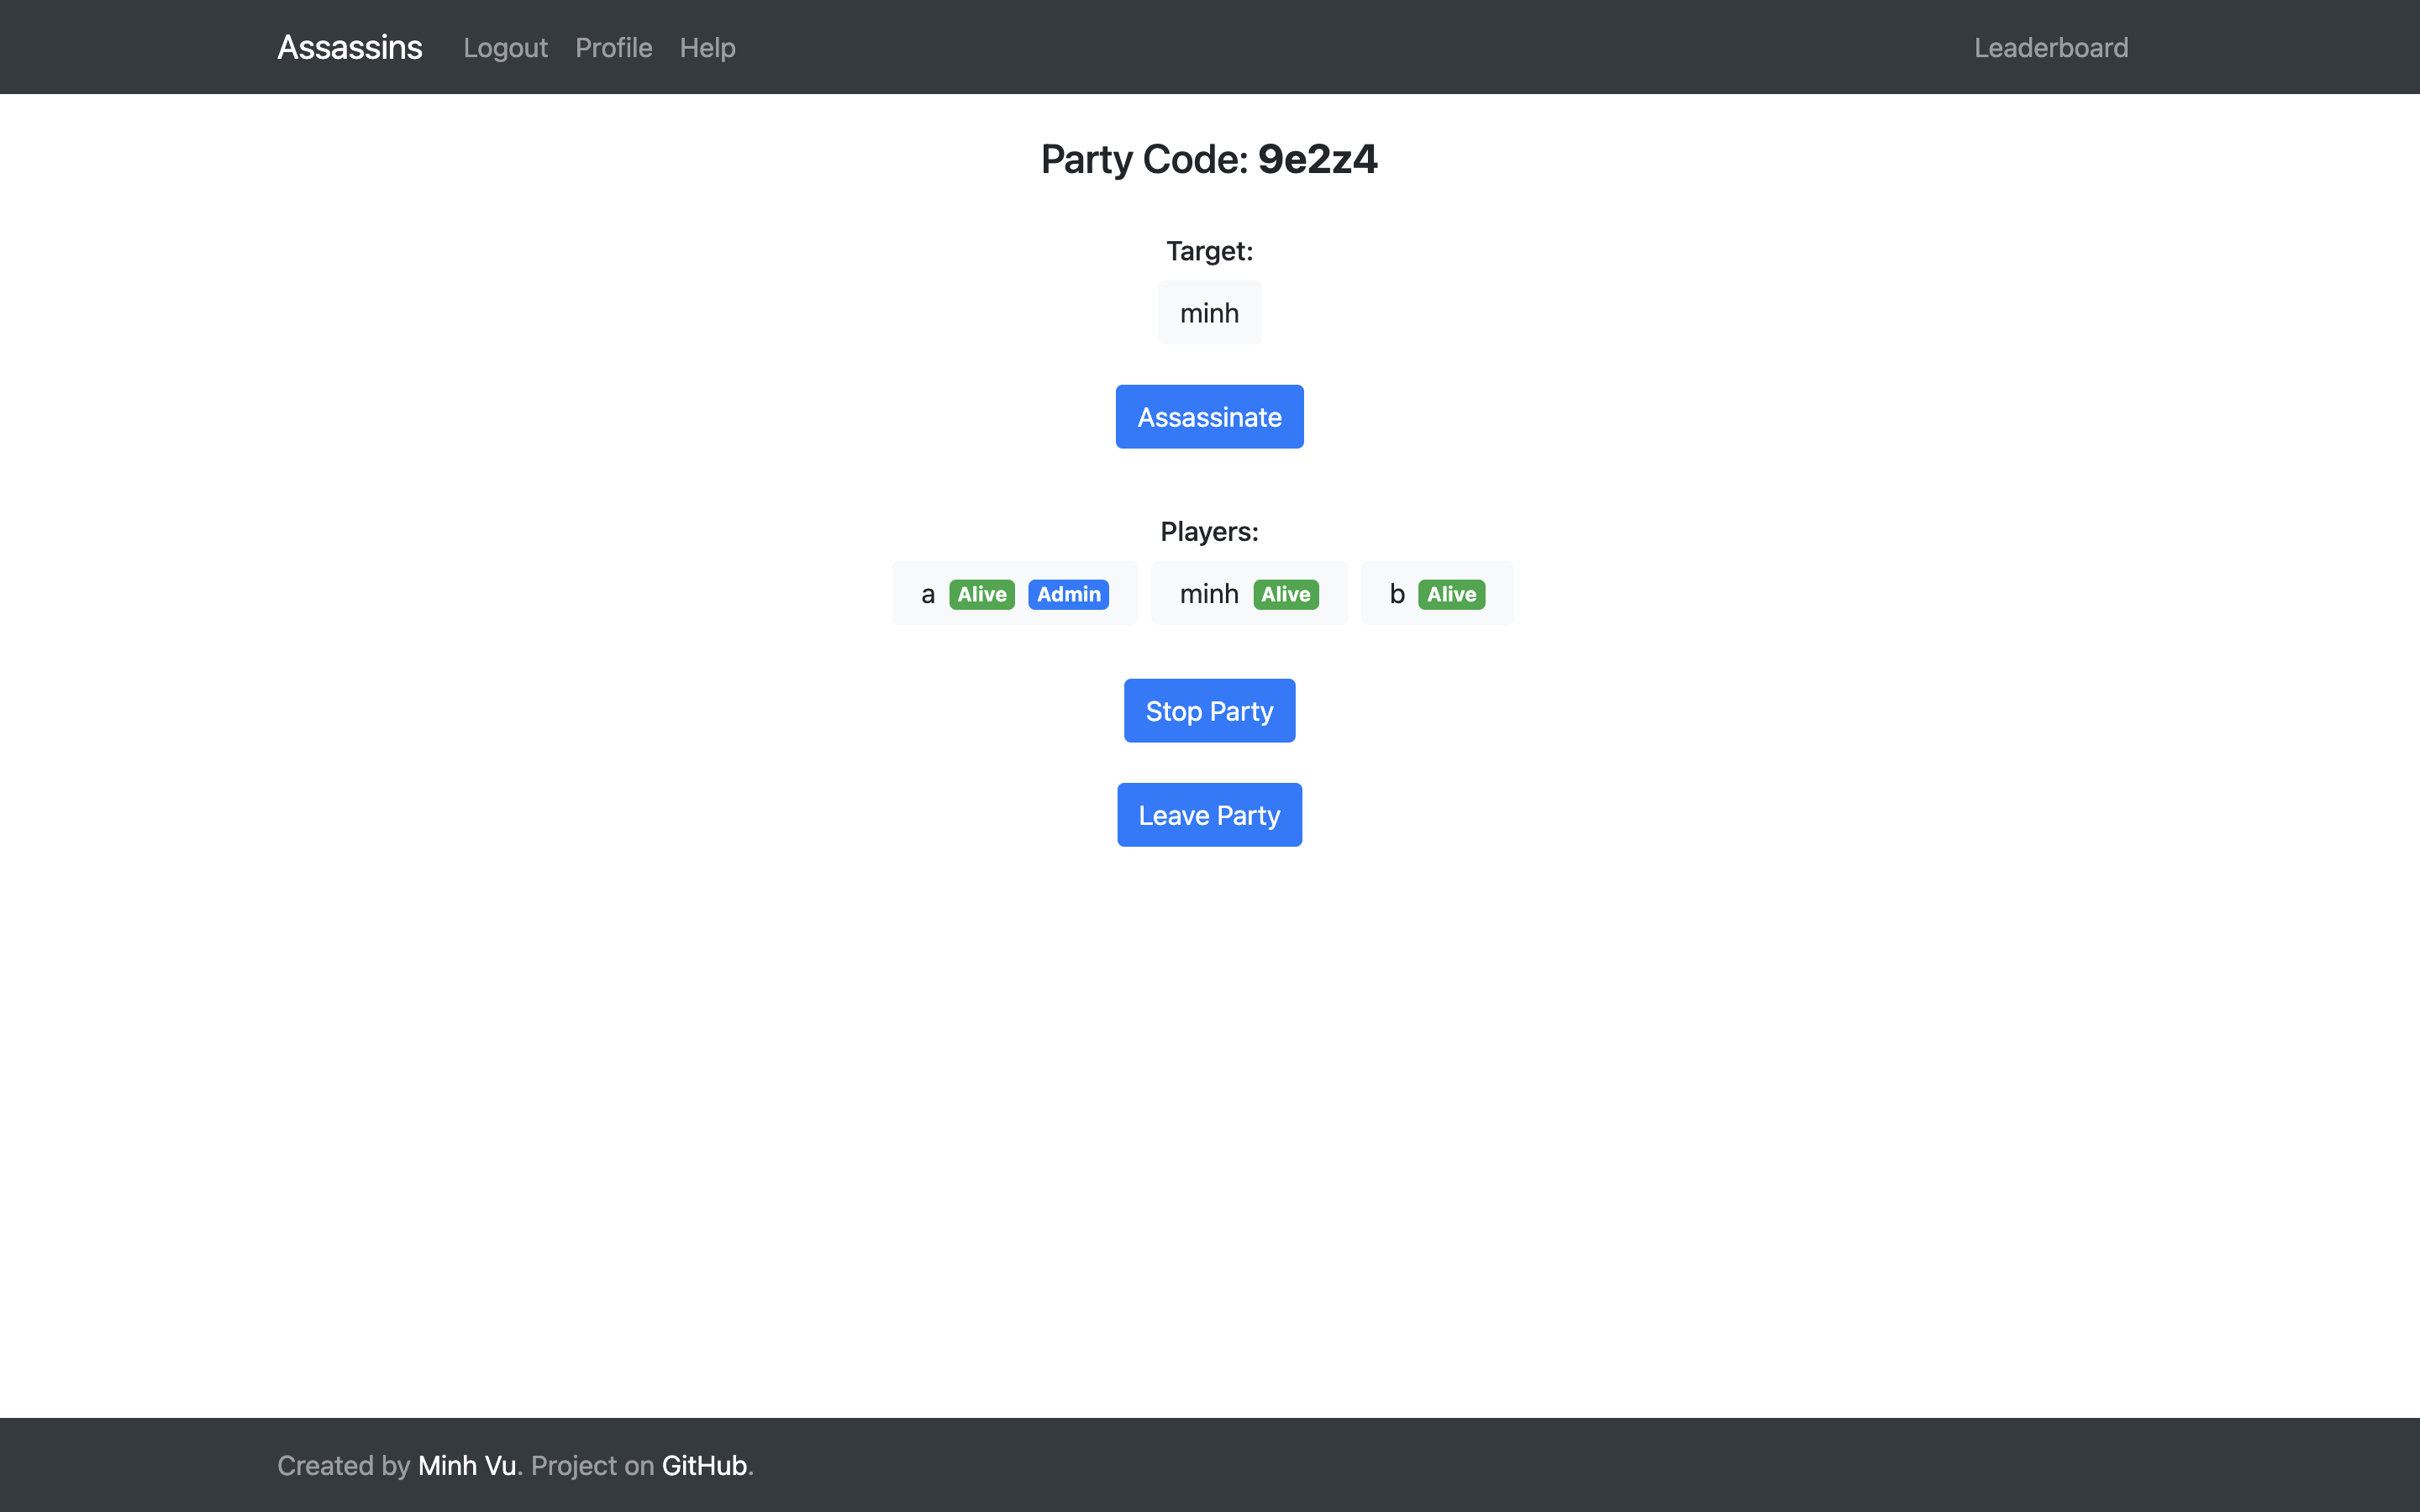 Assassins Logout Profile Help Leaderboard
Party Code: 9e2z4
Target:
minh
Assassinate
Players:
a Alive Admin minh Alive b Alive
Stop Party
Leave Party
Created by Minh Vu. Project on GitHub.